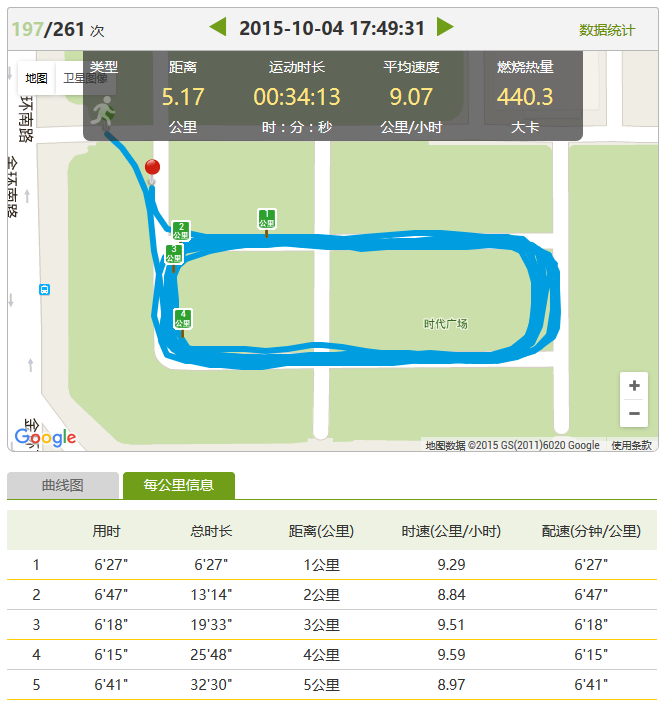 197/261 次 2015-10-04 17:49:31 数据统计
地图 卫星图像
类型 距离 运动时长 平均速度 燃烧热量
5.17 00:34:13 9.07 440.3
公里 时:分:秒 公里/小时 大卡
环南路
金环南路
1
公里
2
公里
3
公里
4
公里
时代广场
+
−
金环
Google
地图数据 ©2015 GS(2011)6020 Google 使用条款
曲线图 每公里信息
用时 总时长 距离(公里) 时速(公里/小时) 配速(分钟/公里)
1 6'27" 6'27" 1公里 9.29 6'27"
2 6'47" 13'14" 2公里 8.84 6'47"
3 6'18" 19'33" 3公里 9.51 6'18"
4 6'15" 25'48" 4公里 9.59 6'15"
5 6'41" 32'30" 5公里 8.97 6'41"